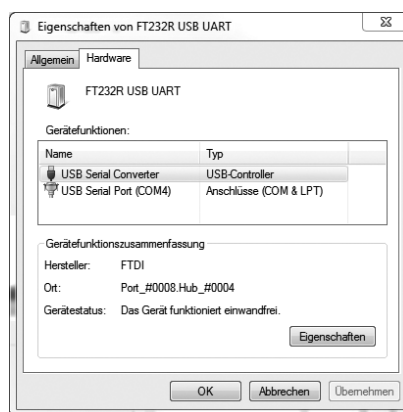 Eigenschaften von FT232R USB UART
Allgemein Hardware
FT232R USB UART
Gerätefunktionen:
Name Typ
USB Serial Converter USB-Controller
USB Serial Port (COM4) Anschlüsse (COM & LPT)
Gerätefunktionszusammenfassung
Hersteller: FTDI
Ort: Port_#0008.Hub_#0004
Gerätestatus: Das Gerät funktioniert einwandfrei.
Eigenschaften
OK Abbrechen Übernehmen